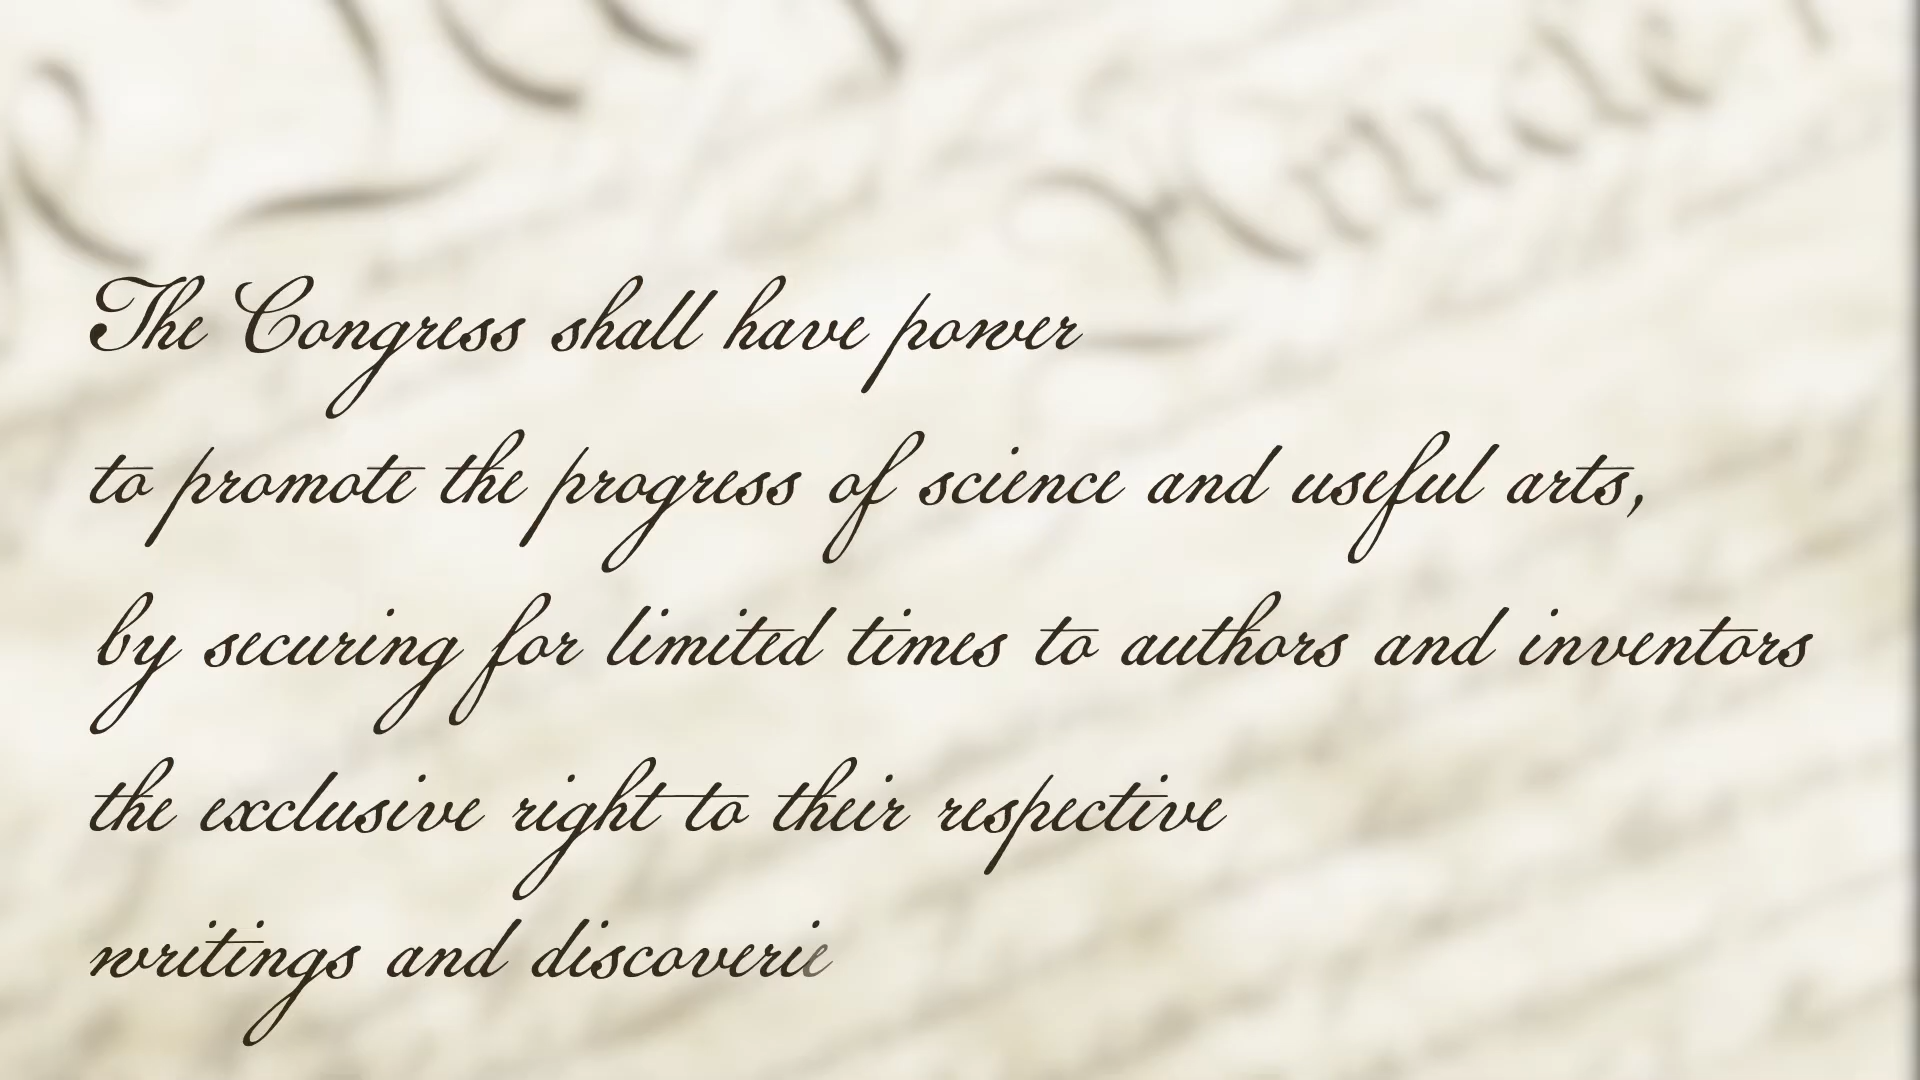 The Congress shall have power
to promote the progress of science and useful arts,
by securing for limited times to authors and inventors
the exclusive right to their respective
writings and discoverie